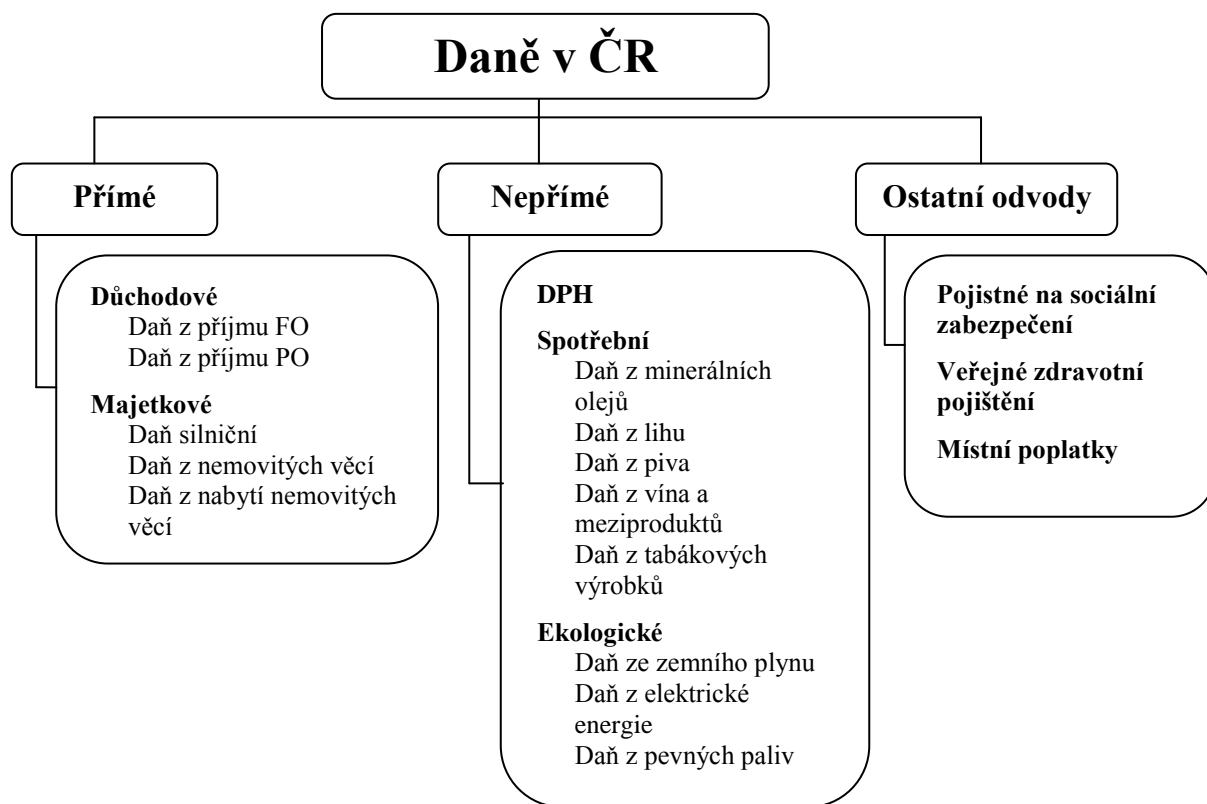 Daně v ČR
Přímé
Nepřímé
Ostatní odvody
Důchodové
Daň z příjmu FO
Daň z příjmu PO
Majetkové
Daň silniční
Daň z nemovitých věcí
Daň z nabytí nemovitých
věcí
DPH
Spotřební
Daň z minerálních
olejů
Daň z lihu
Daň z piva
Daň z vína a
meziproduktů
Daň z tabákových
výrobků
Ekologické
Daň ze zemního plynu
Daň z elektrické
energie
Daň z pevných paliv
Pojistné na sociální
zabezpečení
Veřejné zdravotní
pojištění
Místní poplatky